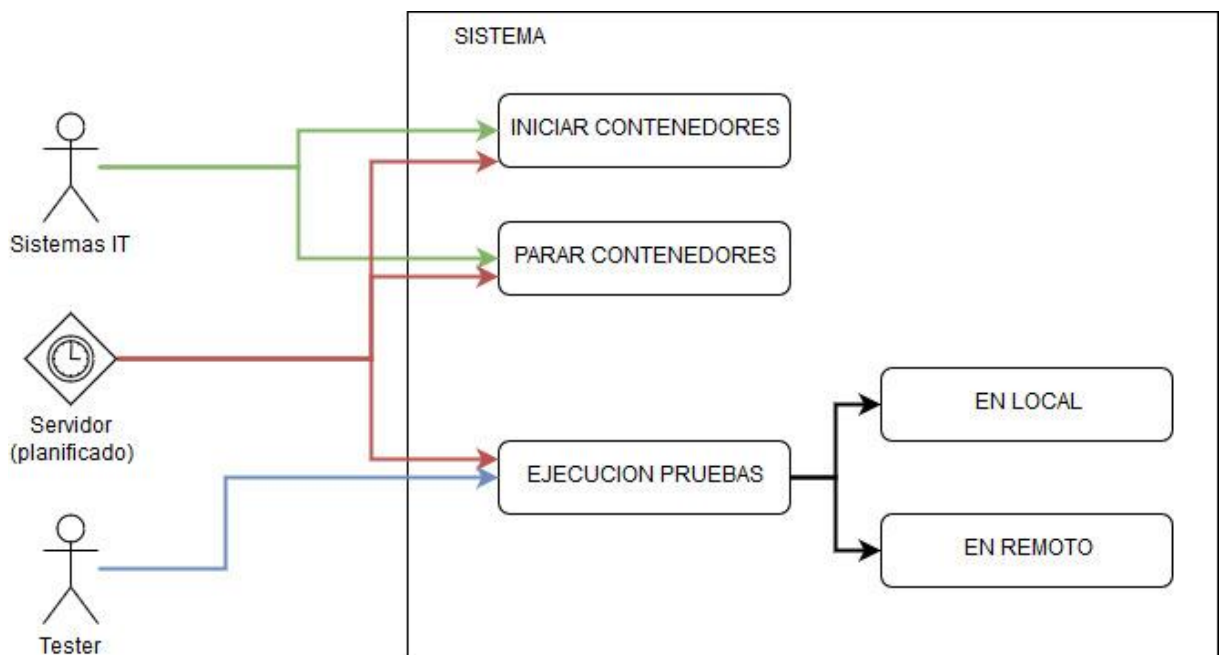 SISTEMA
INICIAR CONTENEDORES
Sistemas IT
PARAR CONTENEDORES
Servidor
(planificado)
EN LOCAL
EJECUCION PRUEBAS
EN REMOTO
Tester